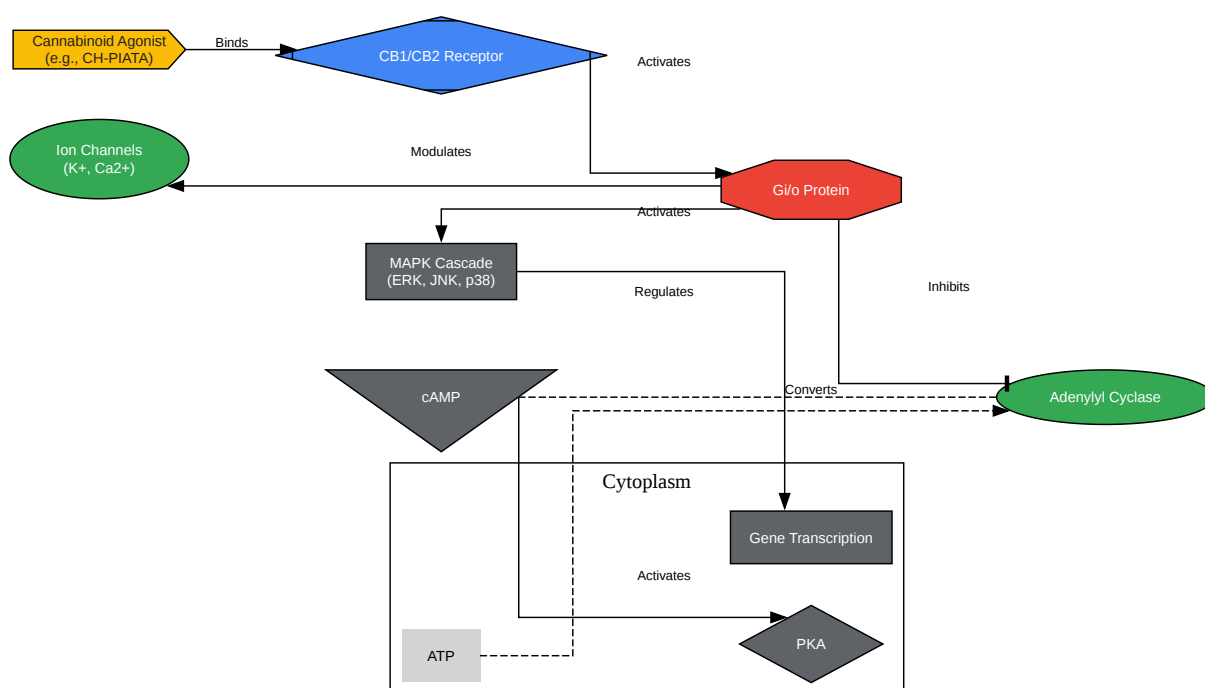 Cannabinoid Agonist
(e.g., CH-PIATA)
Binds
CB1/CB2 Receptor
Activates
Ion Channels
(K+, Ca2+)
Modulates
Gi/o Protein
Activates
MAPK Cascade
(ERK, JNK, p38)
Regulates
Inhibits
cAMP
Converts
Adenylyl Cyclase
Cytoplasm
Gene Transcription
Activates
ATP
PKA